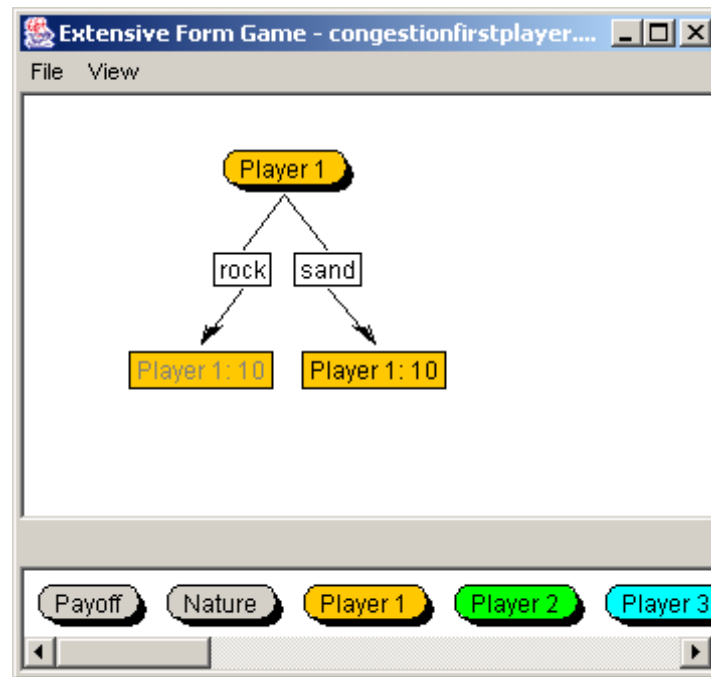 Extensive Form Game - congestionfirstplayer....
File View
Player 1
rock sand
Player 1: 10 Player 1: 10
Payoff Nature Player 1 Player 2 Player 3